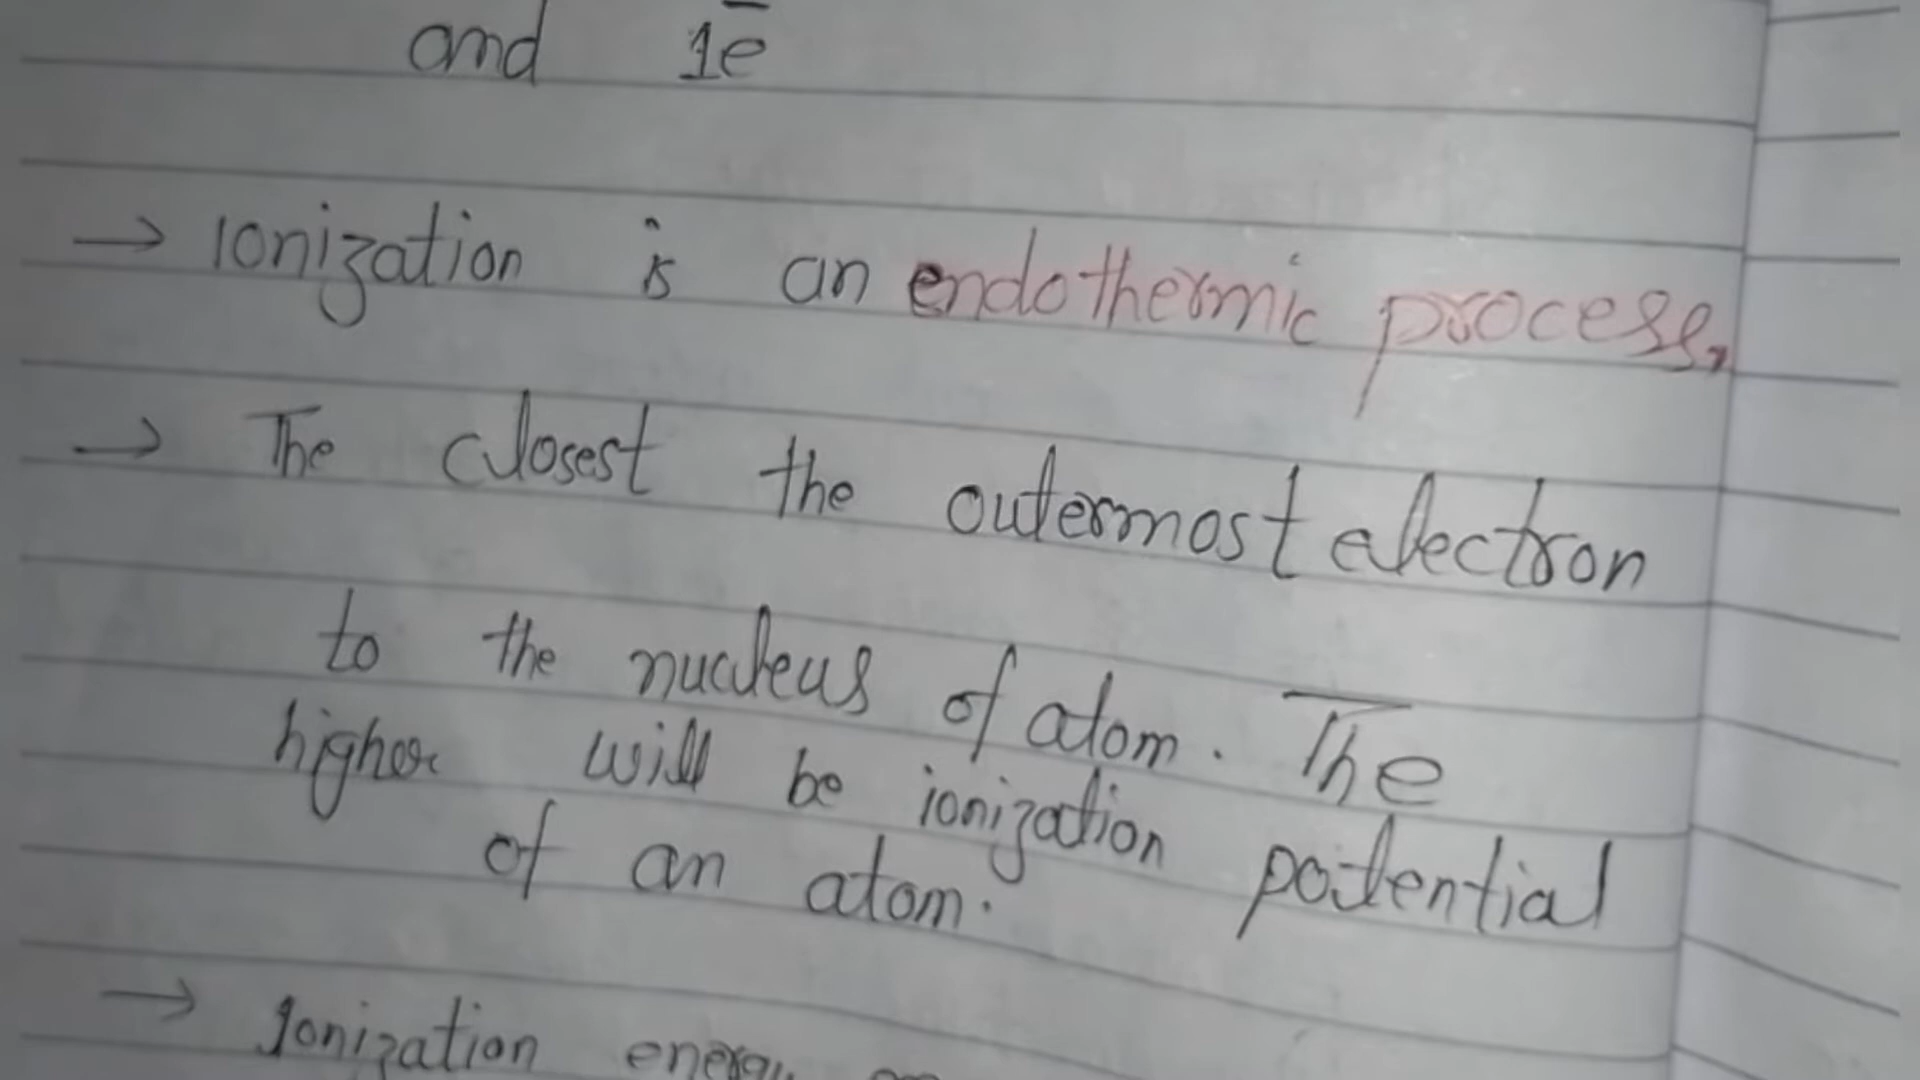 and 1e̅
→ Ionization is an endothermic process,
→ The closest the outermost electron
to the nucleus of atom. The
higher will be ionization potential
of an atom.
→ Ionization energy